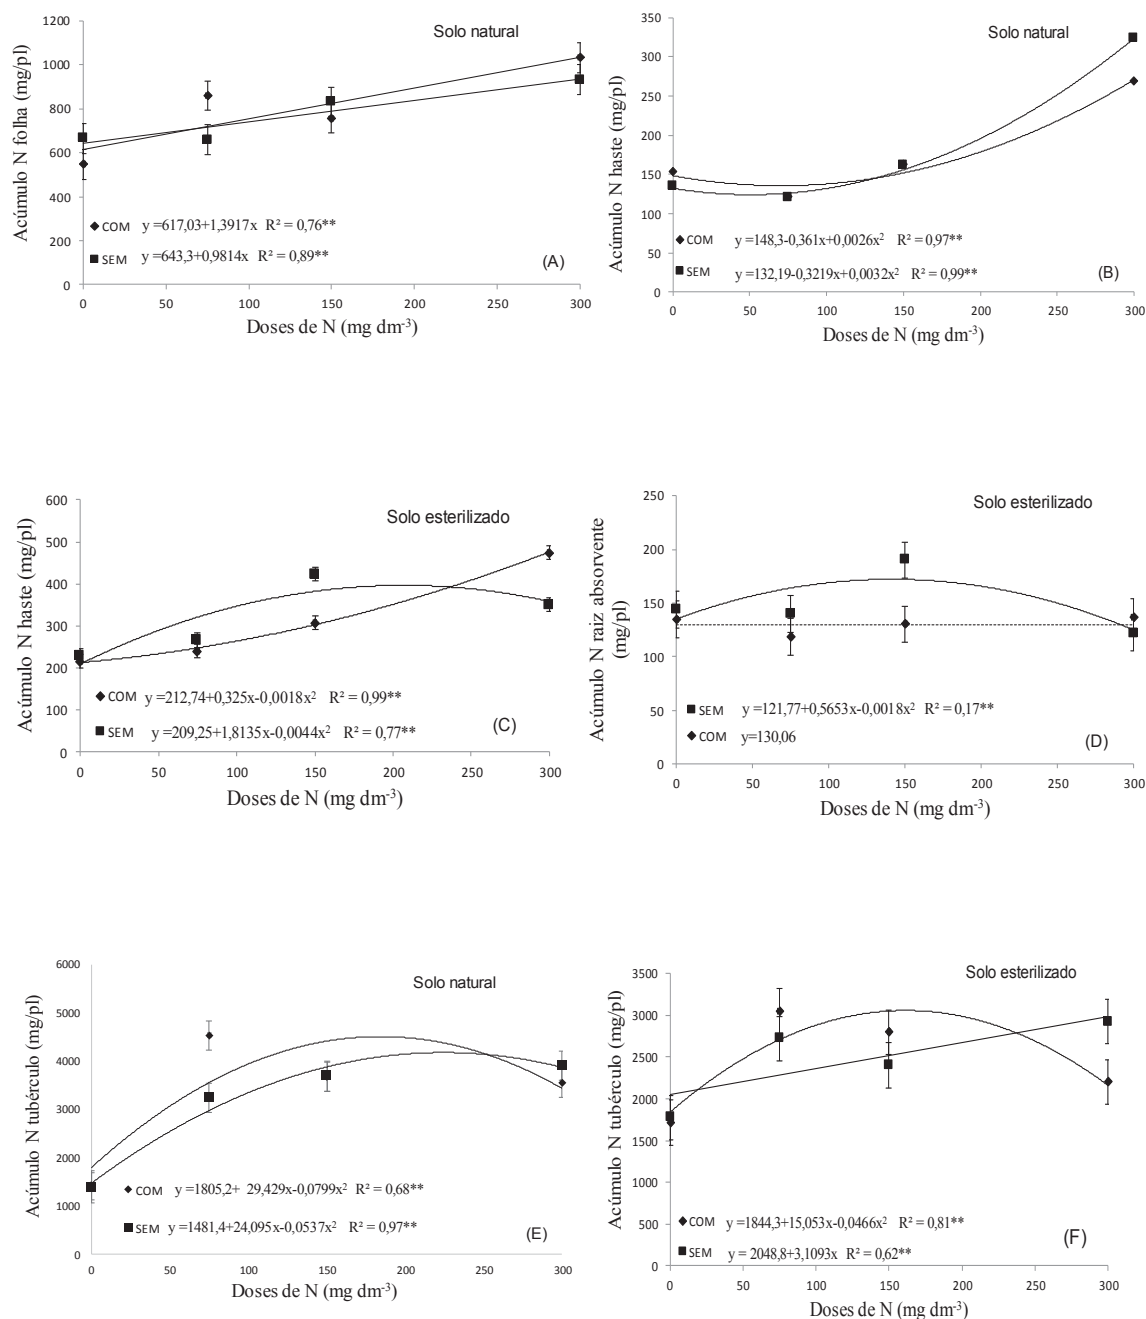 Solo natural
Acúmulo N folha (mg/pl)
1200
1000
800
600
400
200
0
COM y =617,03+1,3917x R² = 0,76**
SEM y =643,3+0,9814x R² = 0,89**
(A)
0 50 100 150 200 250 300
Doses de N (mg dm-3)
Solo natural
Acúmulo N haste (mg/pl)
350
300
250
200
150
100
50
0
COM y =148,3-0,361x+0,0026x² R² = 0,97**
SEM y =132,19-0,3219x+0,0032x² R² = 0,99**
(B)
0 50 100 150 200 250 300
Doses de N (mg dm-3)
Solo esterilizado
Acúmulo N haste (mg/pl)
600
500
400
300
200
100
0
COM y =212,74+0,325x-0,0018x² R² = 0,99**
SEM y =209,25+1,8135x-0,0044x² R² = 0,77**
(C)
0 50 100 150 200 250 300
Doses de N (mg dm-3)
Solo esterilizado
Acúmulo N raiz absorvente
(mg/pl)
250
200
150
100
50
0
SEM y =121,77+0,5653x-0,0018x² R² = 0,17**
COM y=130,06
(D)
0 50 100 150 200 250 300
Doses de N (mg dm-3)
Solo natural
Acúmulo N tubérculo (mg/pl)
6000
5000
4000
3000
2000
1000
0
COM y =1805,2+ 29,429x-0,0799x² R² = 0,68**
SEM y =1481,4+24,095x-0,0537x² R² = 0,97**
(E)
0 50 100 150 200 250 300
Doses de N (mg dm-3)
Solo esterilizado
Acúmulo N tubérculo (mg/pl)
3500
3000
2500
2000
1500
1000
500
0
COM y =1844,3+15,053x-0,0466x² R² = 0,81**
SEM y = 2048,8+3,1093x R² = 0,62**
(F)
0 50 100 150 200 250 300
Doses de N (mg dm-3)